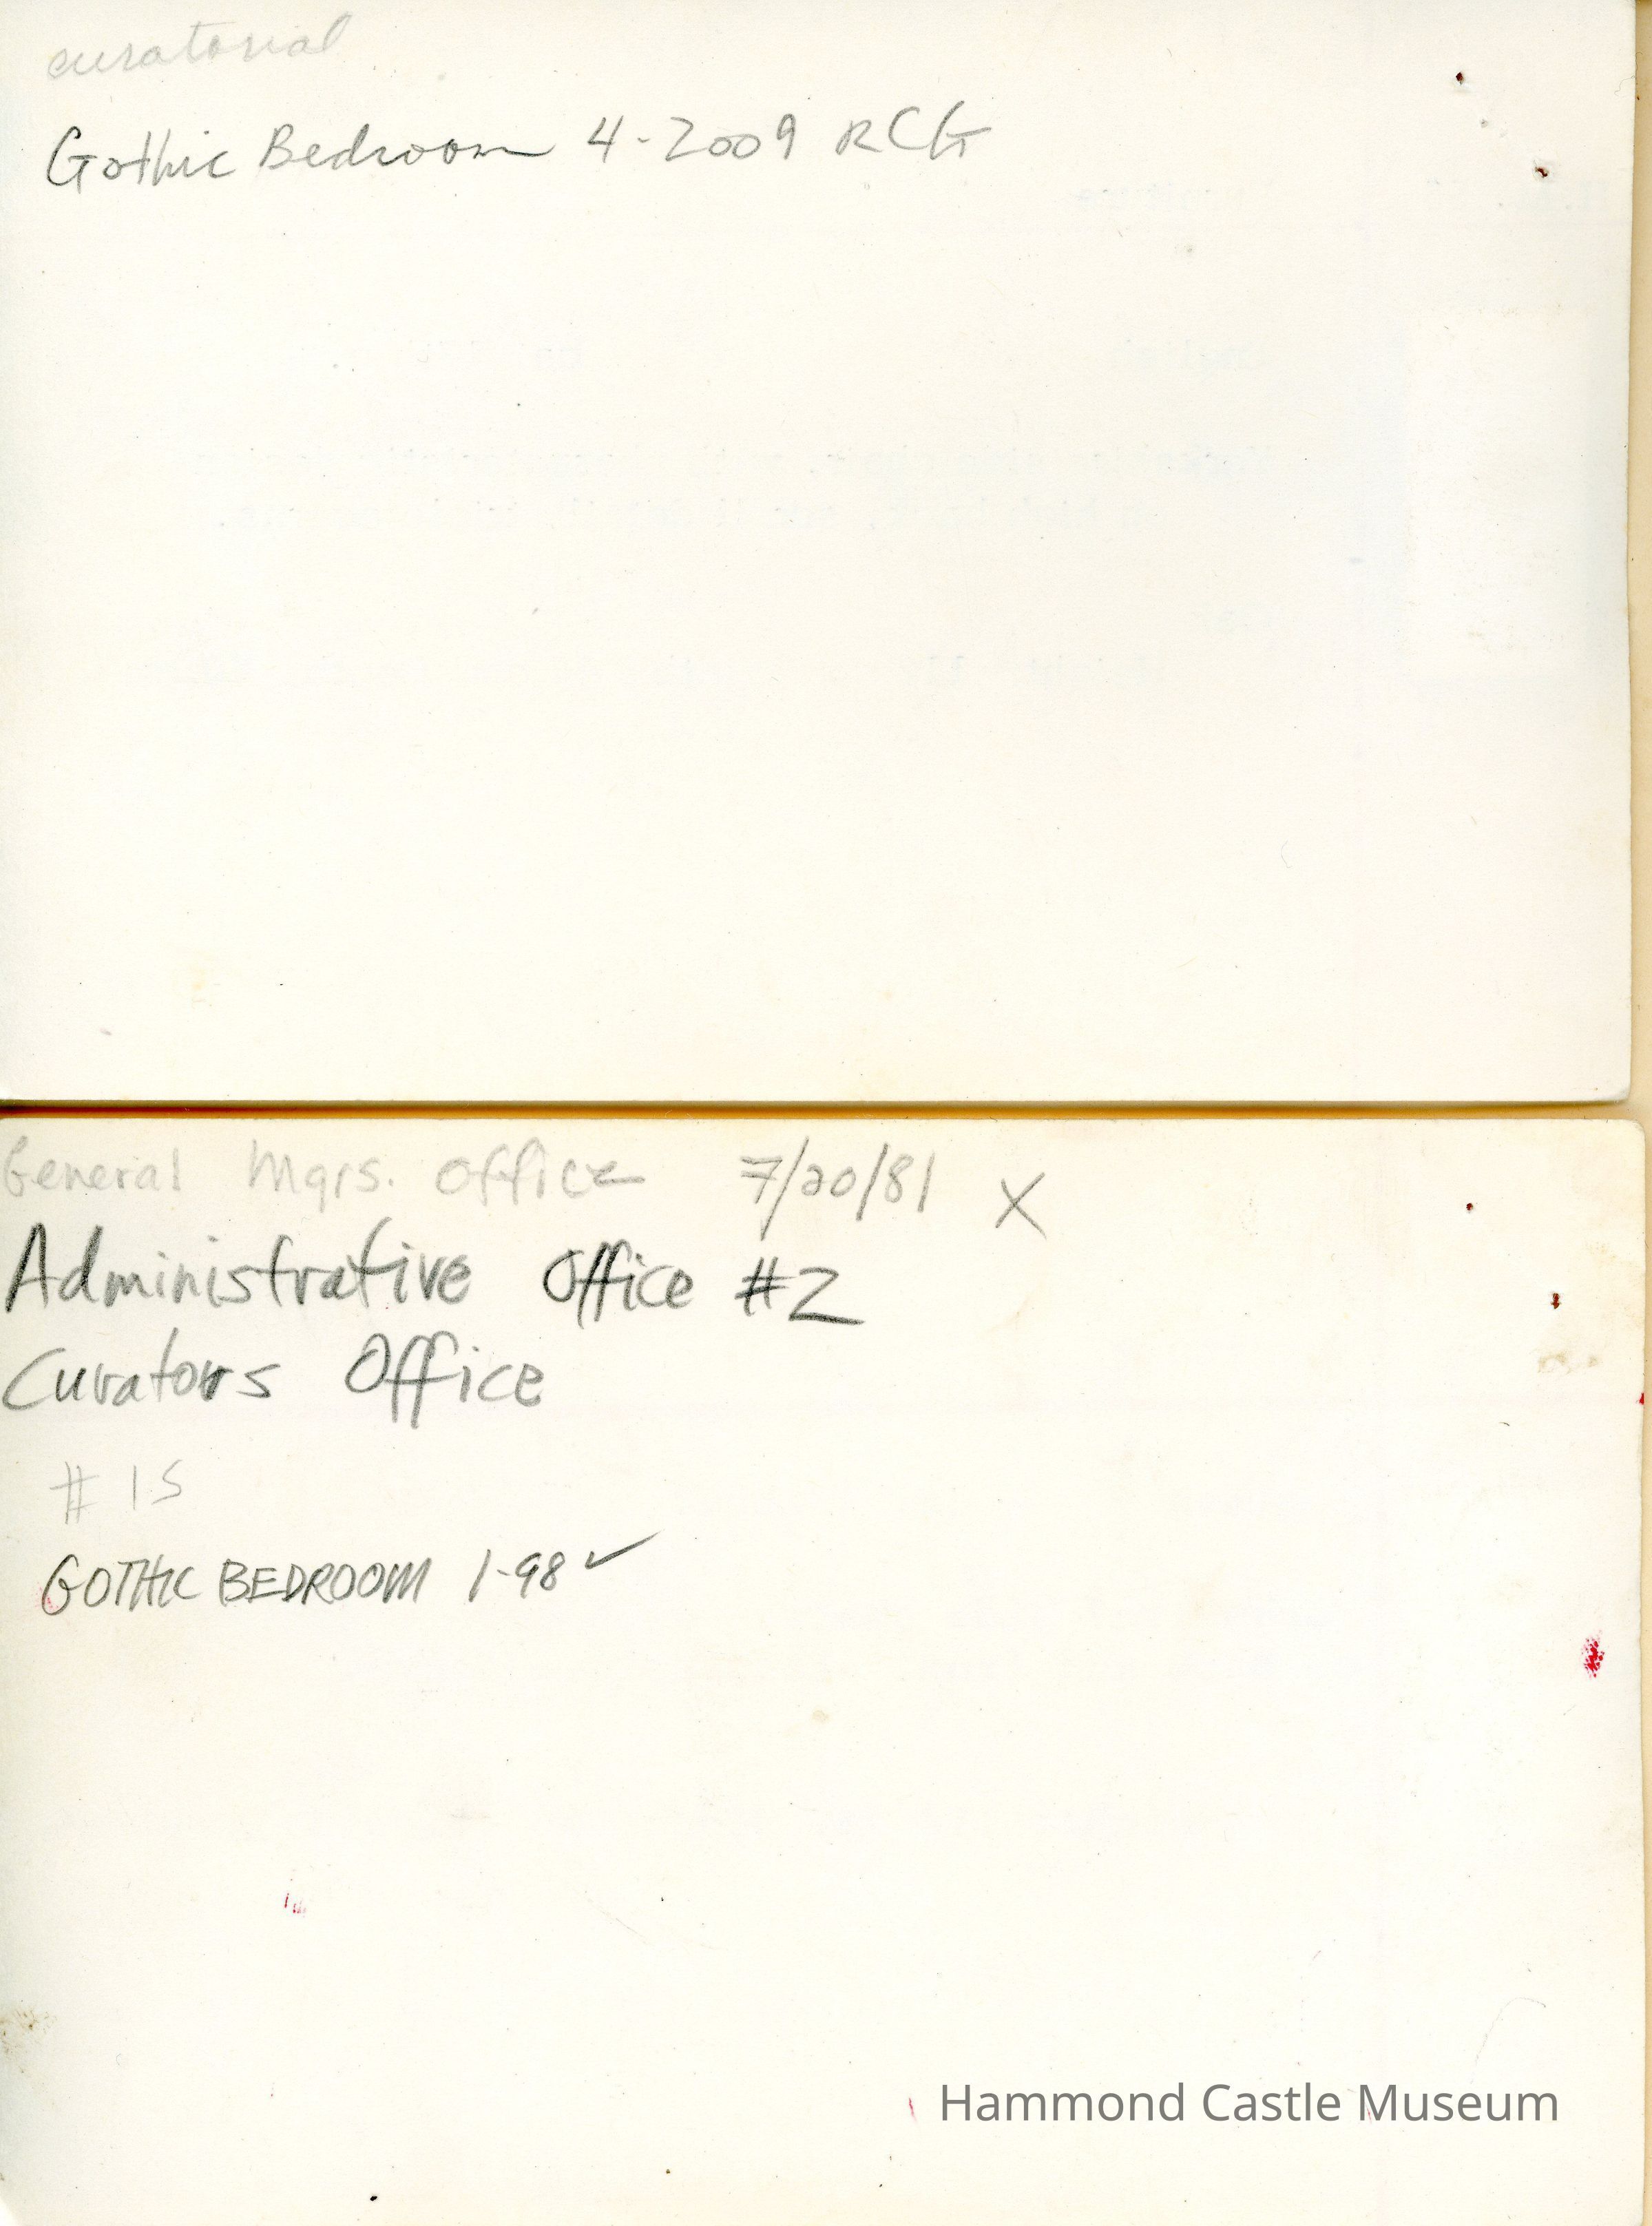 curatorial
Gothic Bedroom 4-2009 RCG
General Mgrs. Office 7/20/81 X
Administrative Office #2
Curators Office
# 15
GOTHIC BEDROOM 1-98 ✓
Hammond Castle Museum